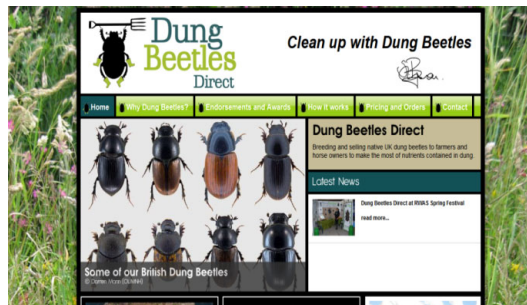 Dung
Beetles
Direct
Clean up with Dung Beetles
Home
Why Dung Beetles?
Endorsements and Awards
How it works
Pricing and Orders
Contact
Dung Beetles Direct
Breeding and selling native UK dung beetles to farmers and
horse owners to make the most of nutrients contained in dung.
Latest News
Dung Beetles Direct at RWAS Spring Festival
read more...
Some of our British Dung Beetles